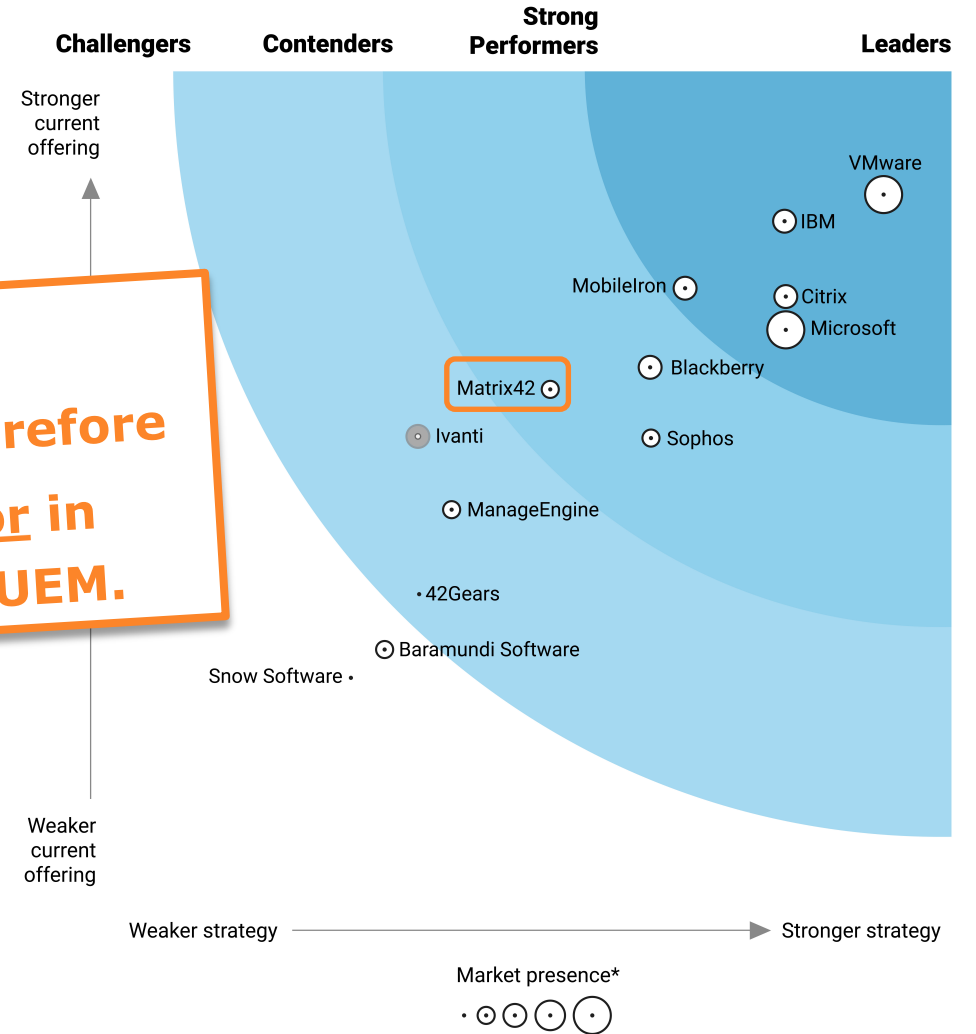 Challengers
Contenders
Strong
Performers
Leaders
Stronger
current
offering
VMware
IBM
MobileIron
Citrix
Microsoft
Blackberry
Matrix42
refore
Ivanti
Sophos
or in
ManageEngine
UEM.
42Gears
Baramundi Software
Snow Software
Weaker
current
offering
Weaker strategy
Stronger strategy
Market presence*